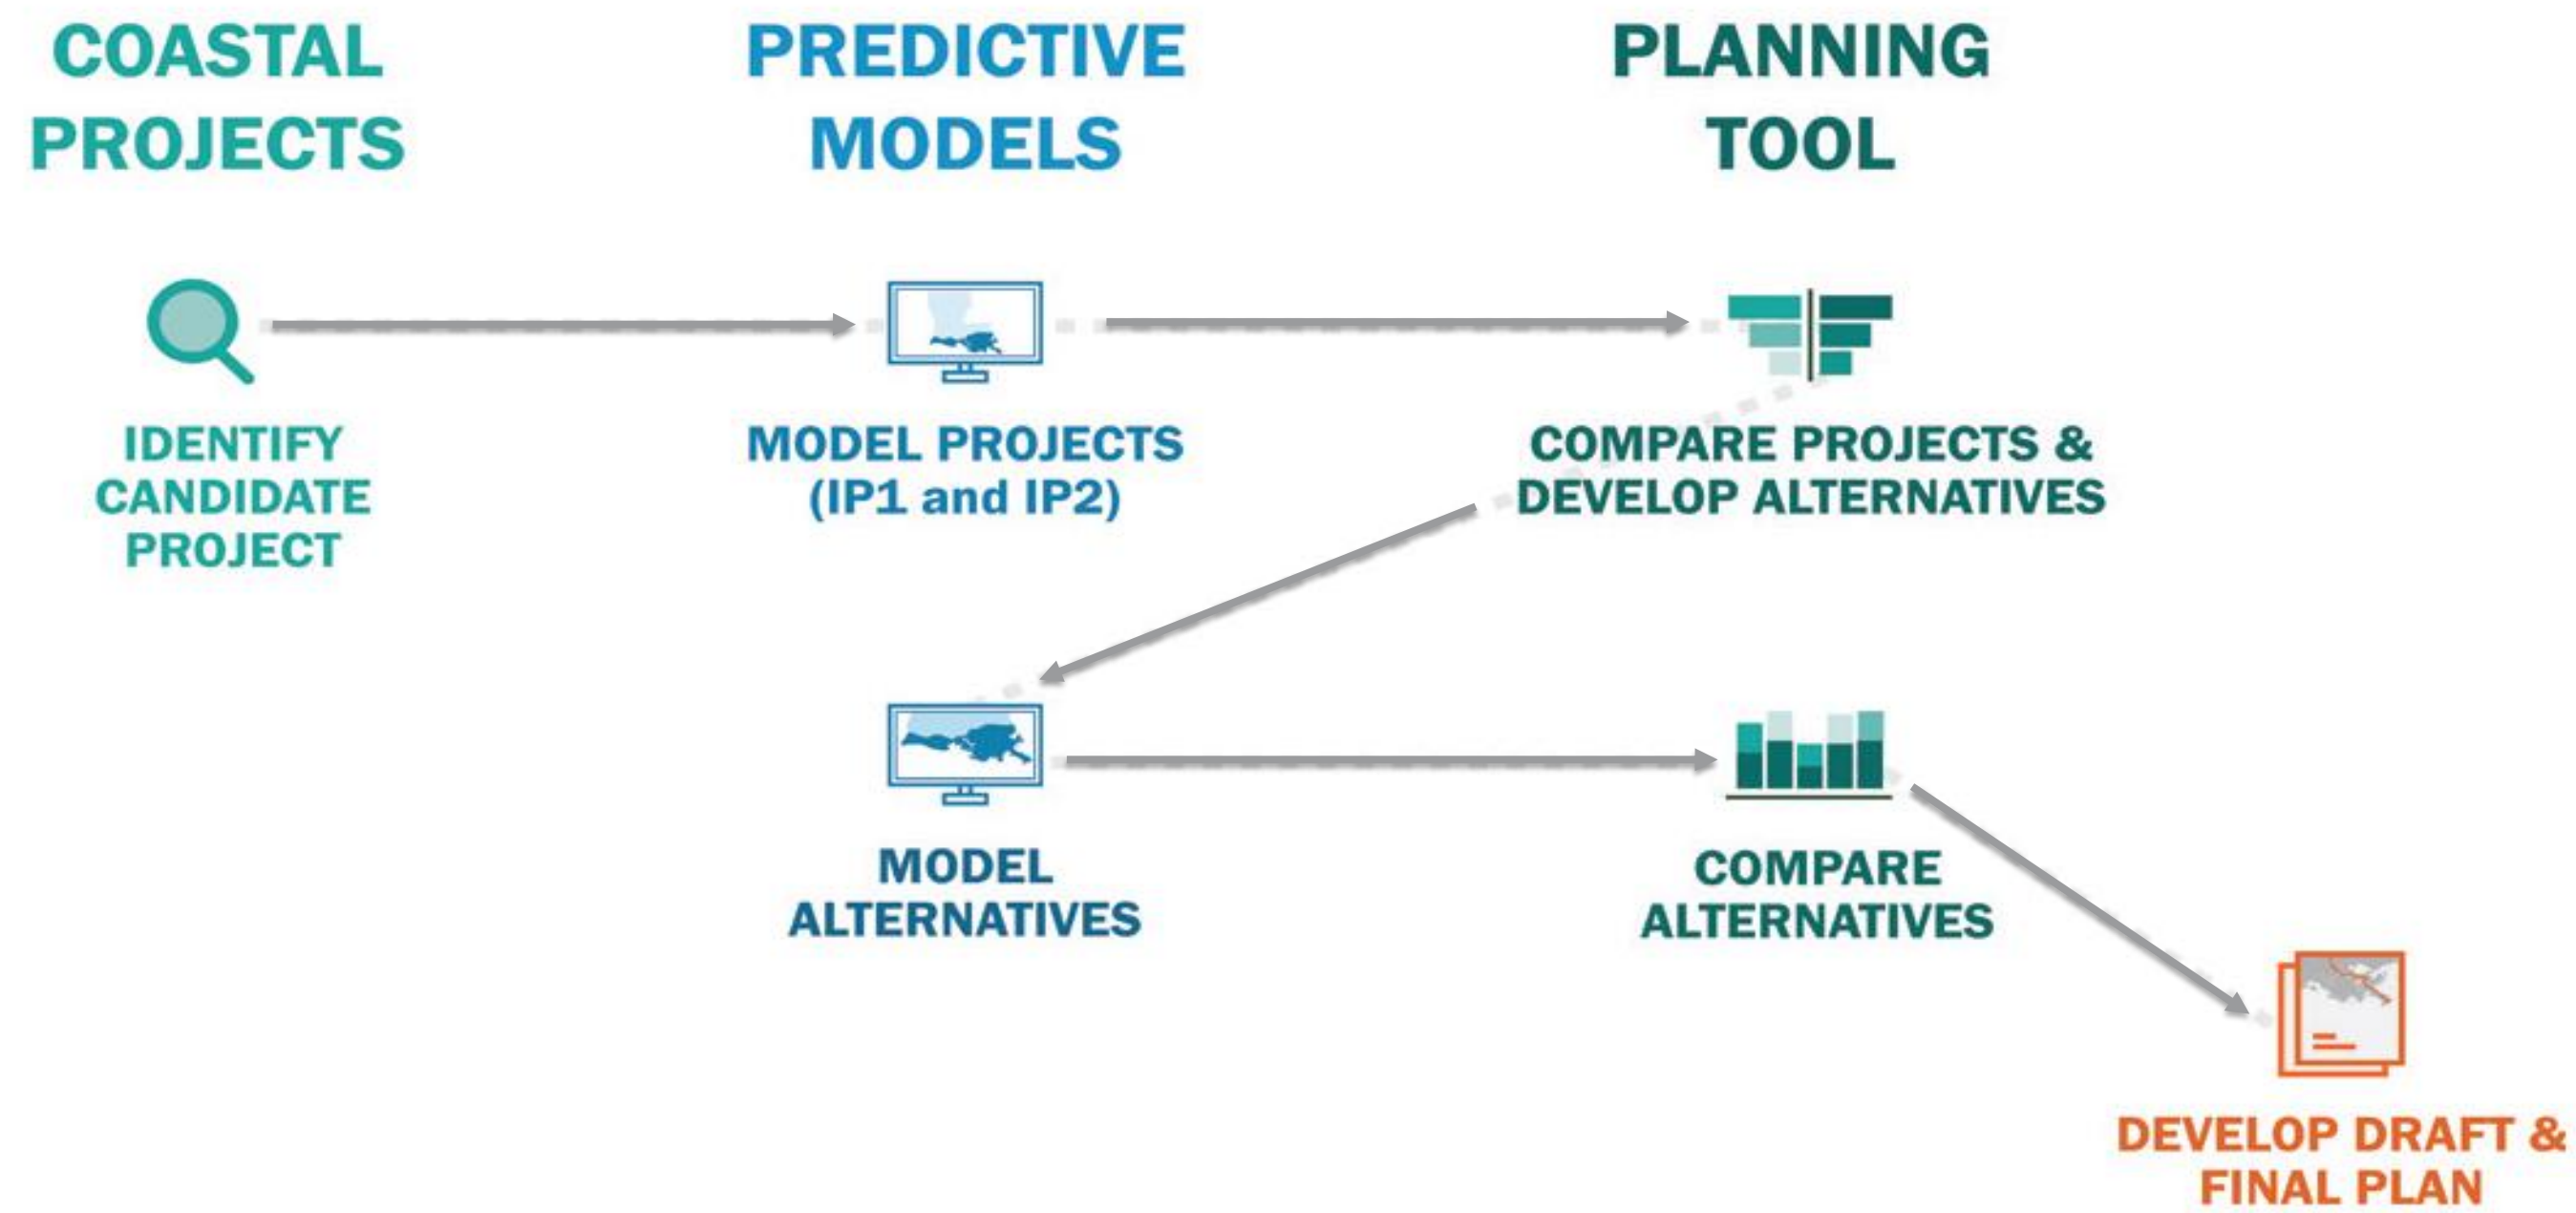 COASTAL
PROJECTS
PREDICTIVE
MODELS
PLANNING
TOOL
IDENTIFY
CANDIDATE
PROJECT
MODEL PROJECTS
(IP1 and IP2)
COMPARE PROJECTS &
DEVELOP ALTERNATIVES
MODEL
ALTERNATIVES
COMPARE
ALTERNATIVES
DEVELOP DRAFT &
FINAL PLAN